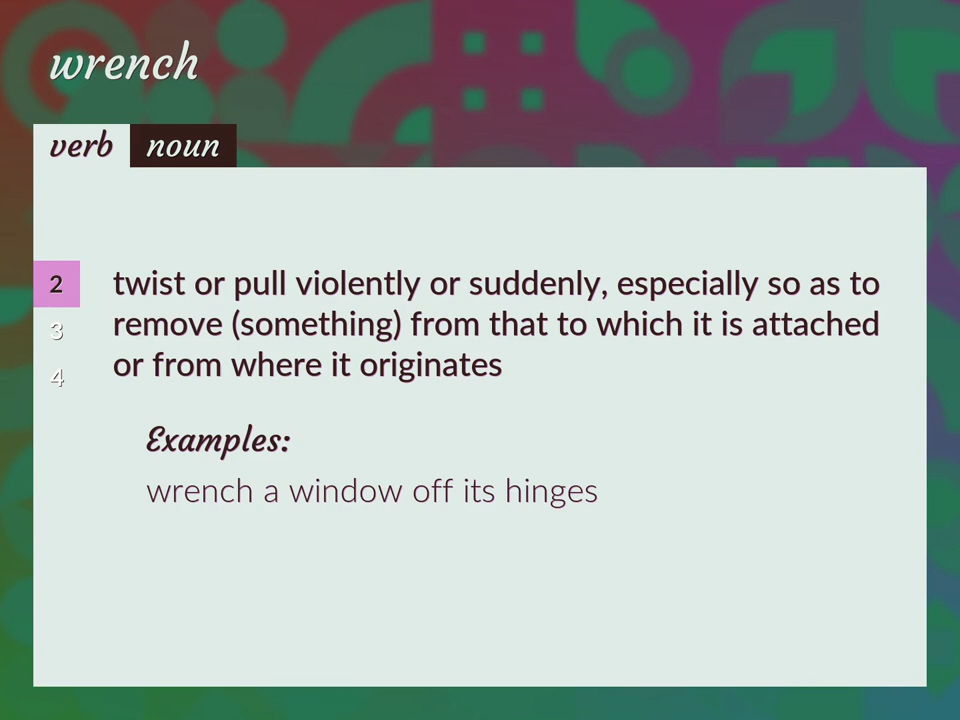 wrench
verb noun
2 twist or pull violently or suddenly, especially so as to
3 remove (something) from that to which it is attached
4 or from where it originates
Examples:
wrench a window off its hinges